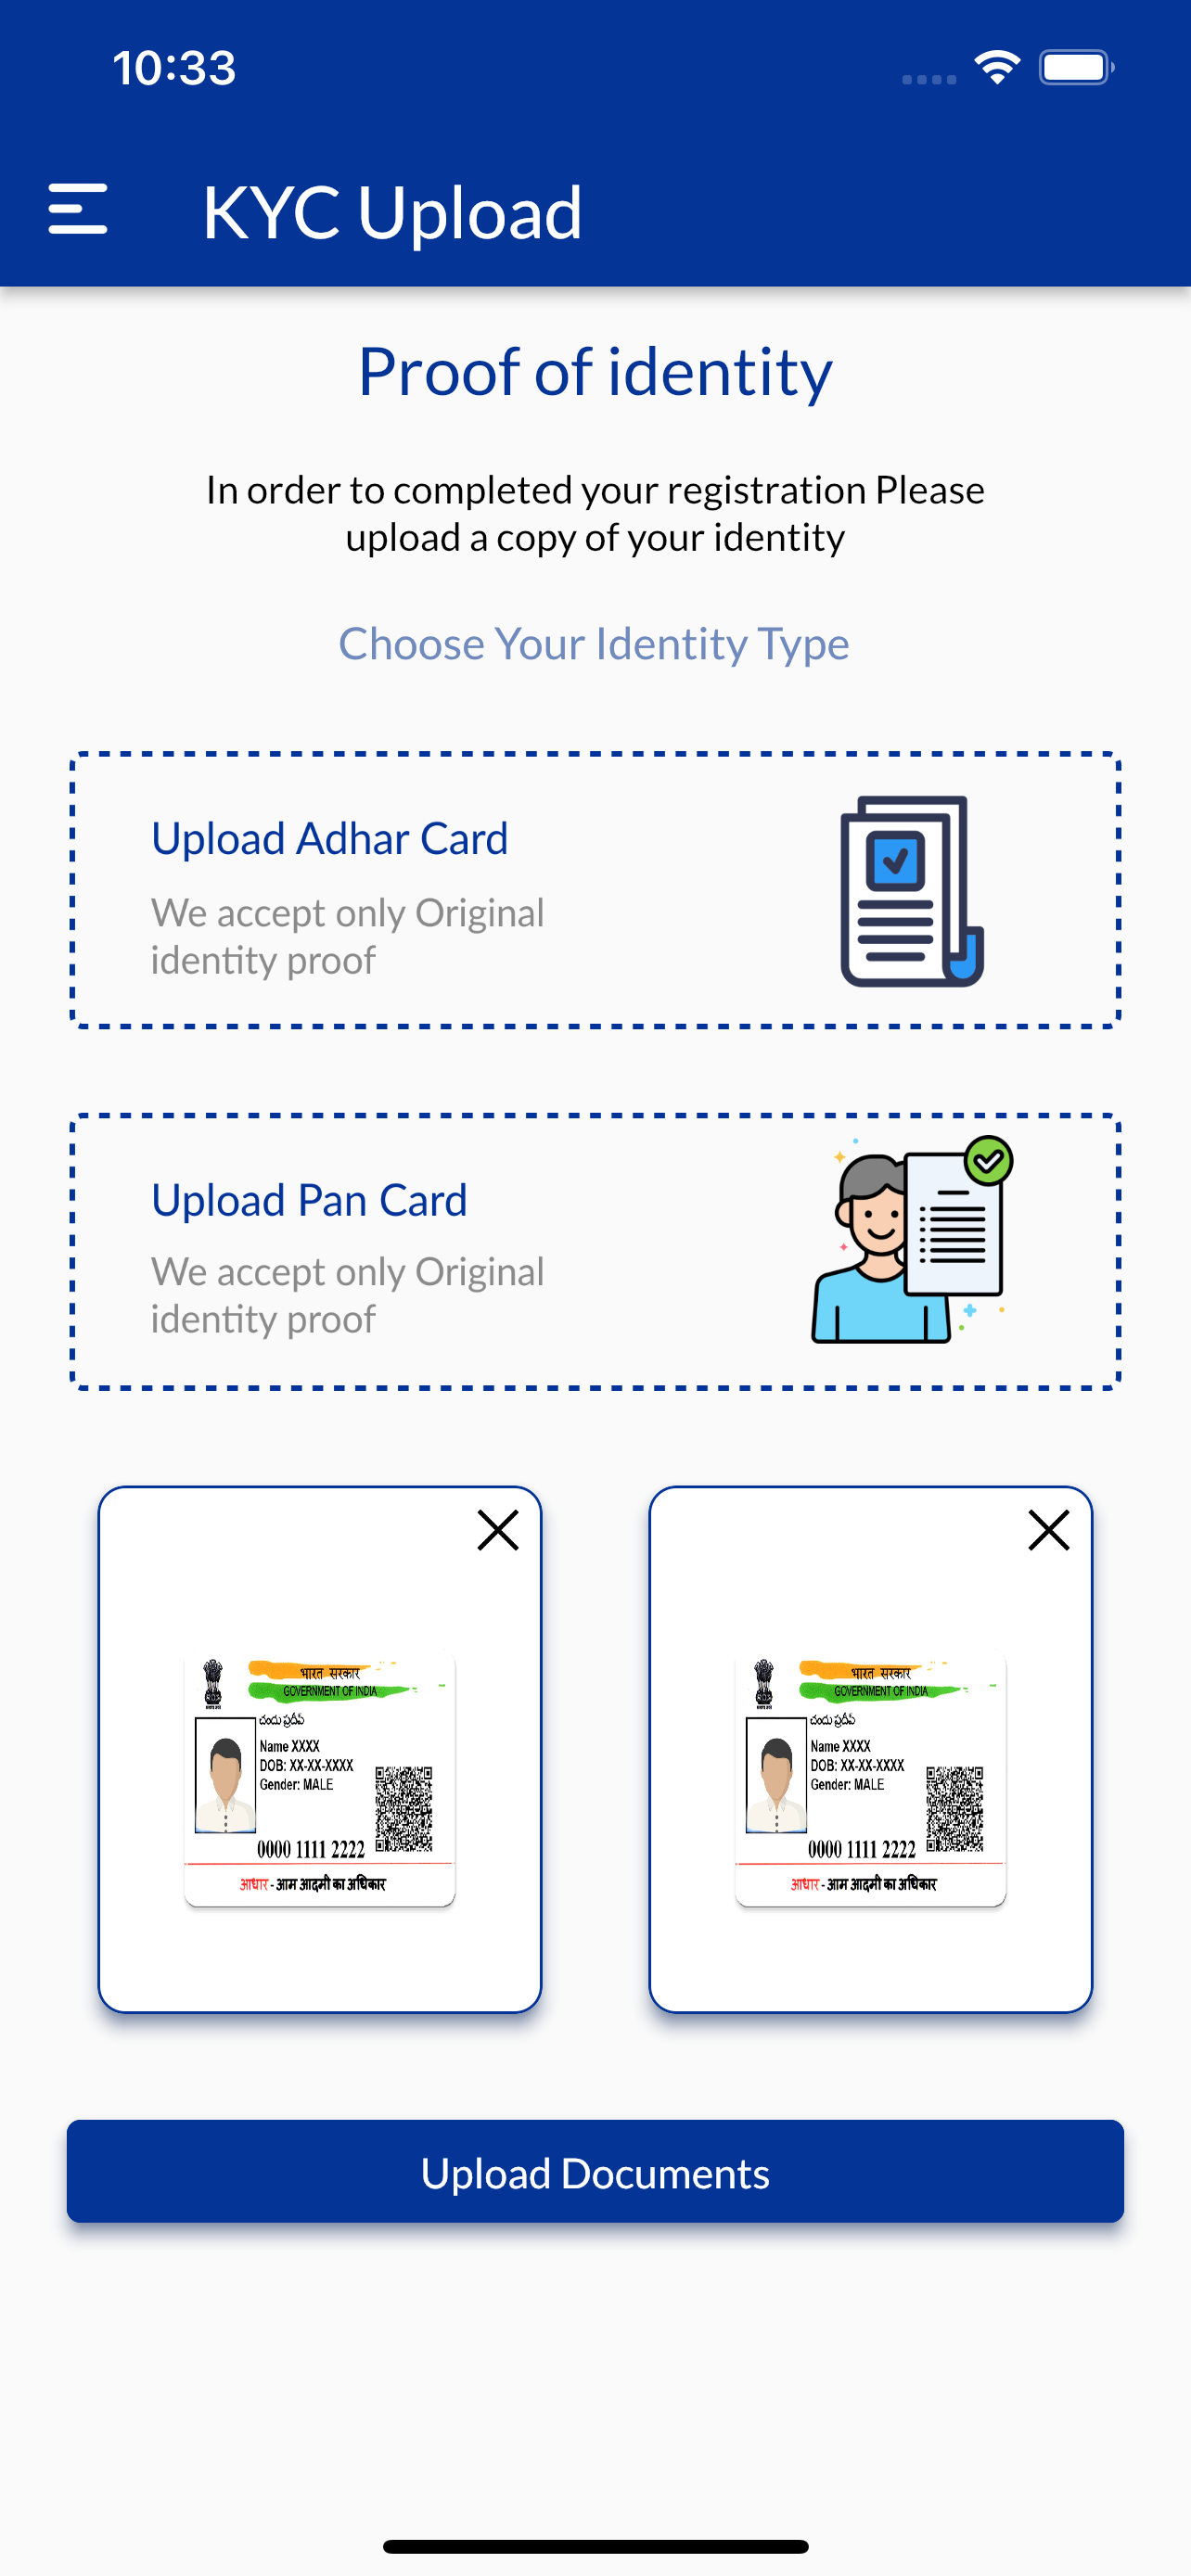 10:33
KYC Upload
Proof of identity
In order to completed your registration Please
upload a copy of your identity
Choose Your Identity Type
Upload Adhar Card
We accept only Original
identity proof
Upload Pan Card
We accept only Original
identity proof
भारत सरकार
GOVERNMENT OF INDIA
చందు ప్రదీప్
Name XXXX
DOB: XX-XX-XXXX
Gender: MALE
0000 1111 2222
आधार - आम आदमी का अधिकार
भारत सरकार
GOVERNMENT OF INDIA
చందు ప్రదీప్
Name XXXX
DOB: XX-XX-XXXX
Gender: MALE
0000 1111 2222
आधार - आम आदमी का अधिकार
Upload Documents